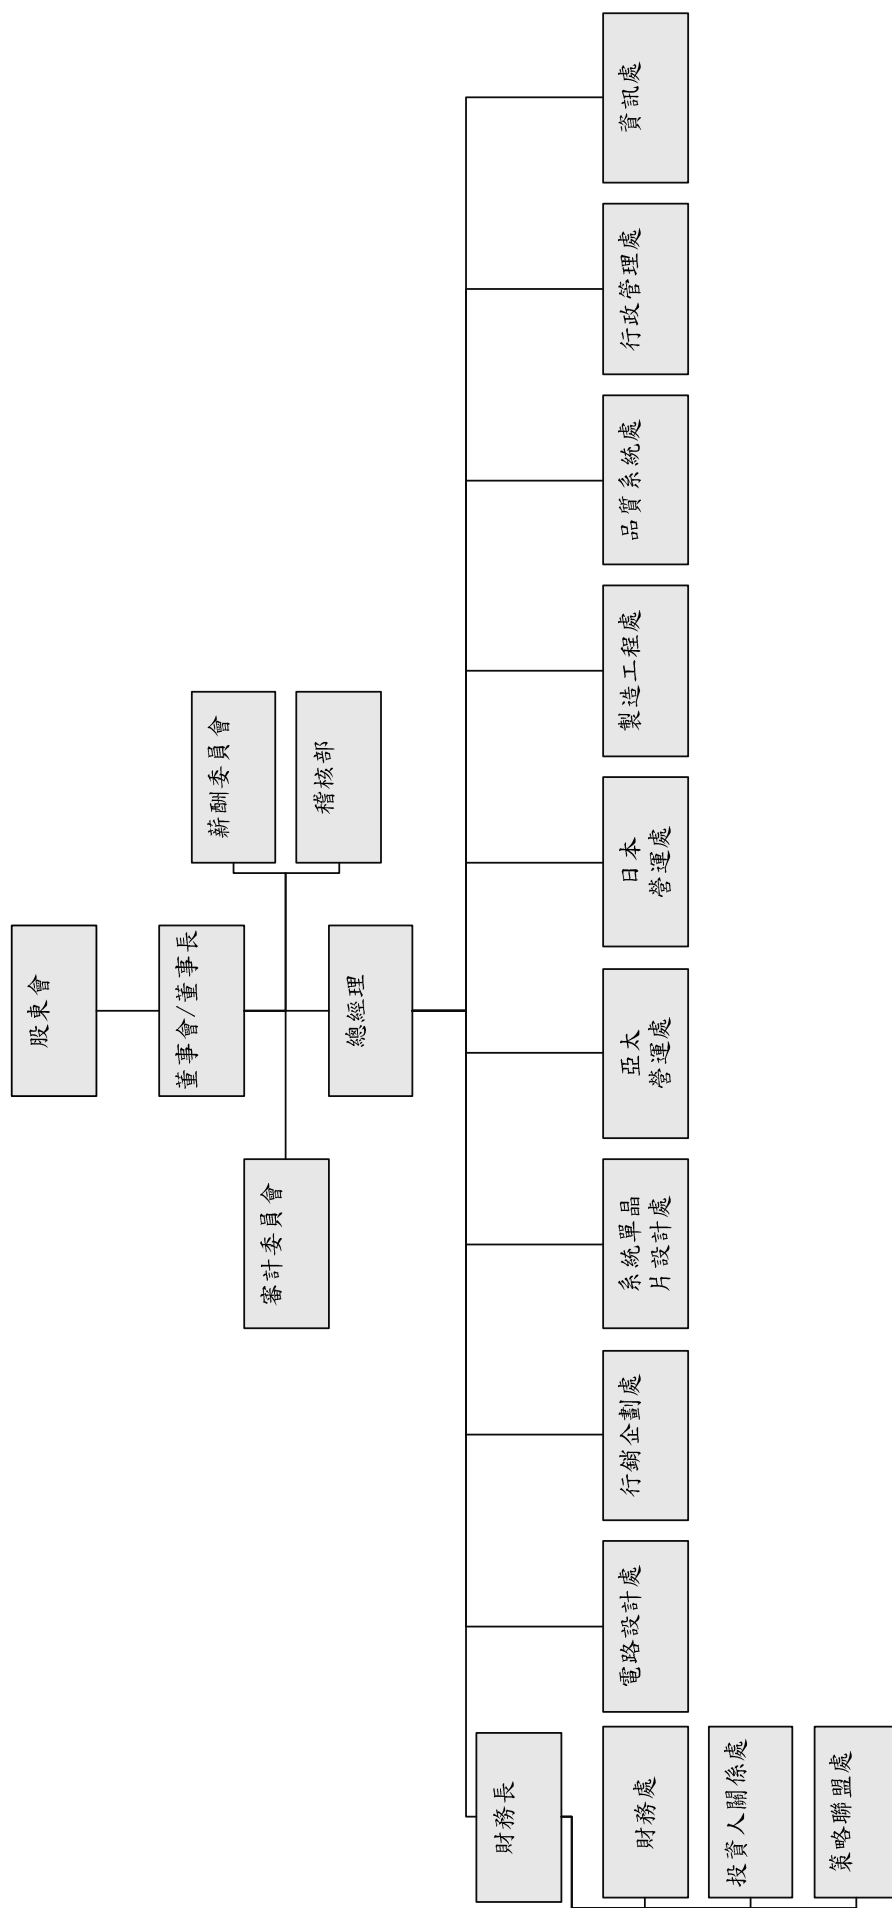 股東會
董事會/董事長
審計委員會
薪酬委員會
稽核部
總經理
財務長
財務處
投資人關係處
策略聯盟處
電路設計處
行銷企劃處
系統單晶
片設計處
亞太
營運處
日本
營運處
製造工程處
品質系統處
行政管理處
資訊處